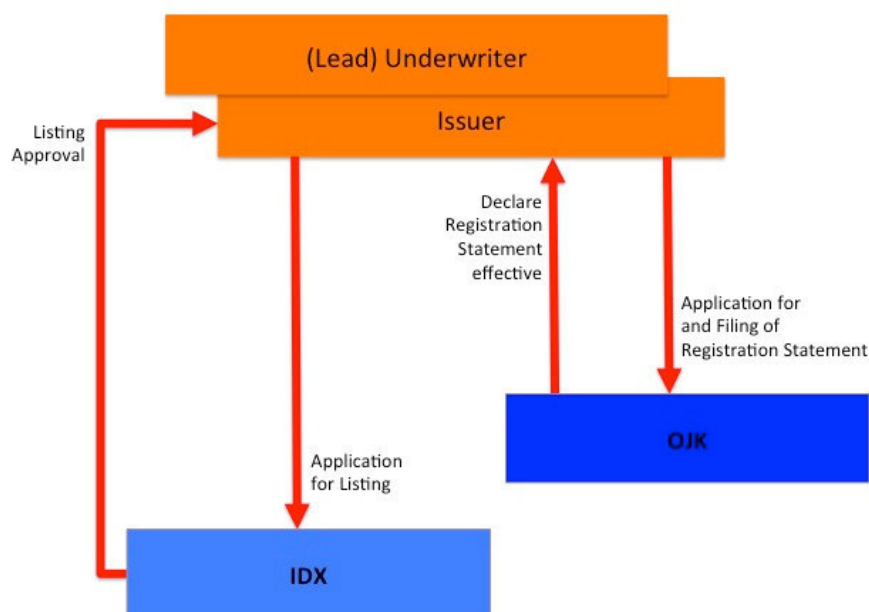 (Lead) Underwriter
Issuer
Listing
Approval
Declare
Registration
Statement
effective
Application for
and Filing of
Registration Statement
OJK
Application
for Listing
IDX